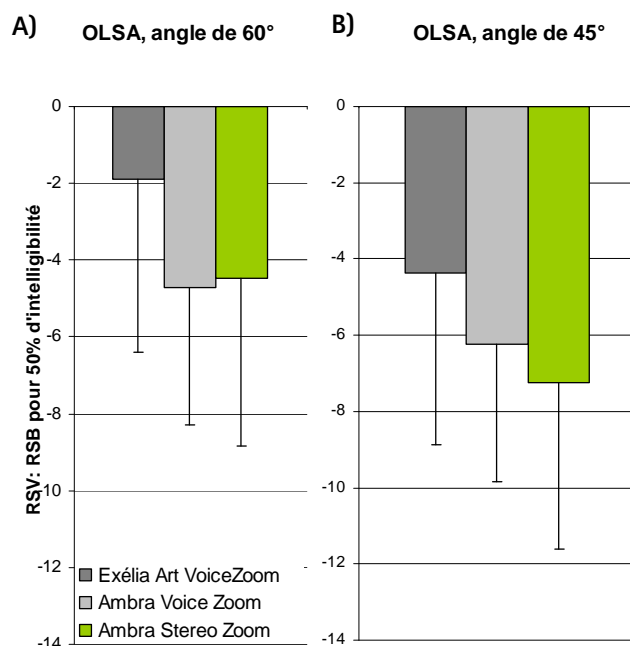 A) OLSA, angle de 60°
B) OLSA, angle de 45°
RSV: RSB pour 50% d'intelligibilité
0
-2
-4
-6
-8
-10
-12
-14
Exélia Art VoiceZoom
Ambra Voice Zoom
Ambra Stereo Zoom
0
-2
-4
-6
-8
-10
-12
-14